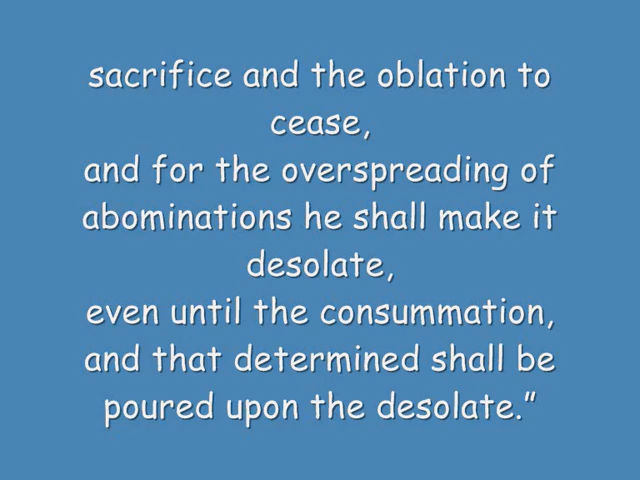 sacrifice and the oblation to
cease,
and for the overspreading of
abominations he shall make it
desolate,
even until the consummation,
and that determined shall be
poured upon the desolate.”